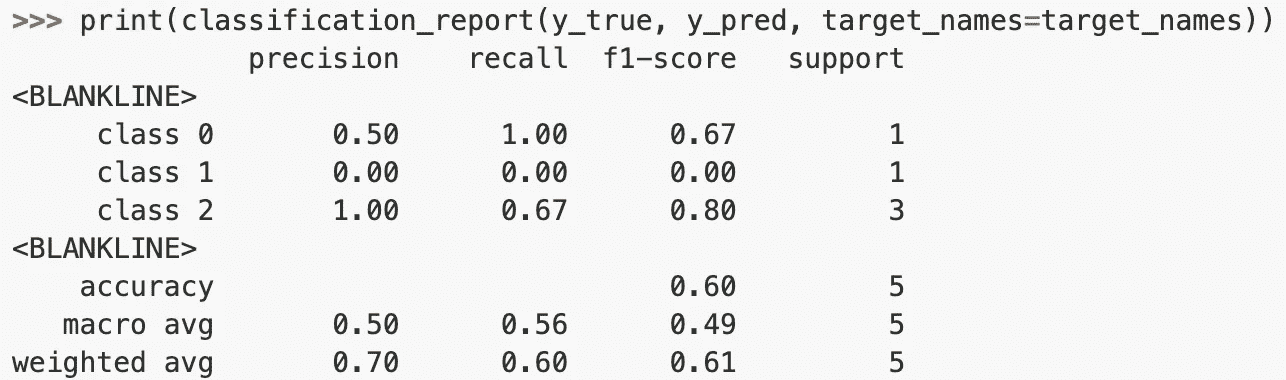 >>> print(classification_report(y_true, y_pred, target_names=target_names))
              precision    recall  f1-score   support
<BLANKLINE>
     class 0       0.50      1.00      0.67         1
     class 1       0.00      0.00      0.00         1
     class 2       1.00      0.67      0.80         3
<BLANKLINE>
    accuracy                           0.60         5
   macro avg       0.50      0.56      0.49         5
weighted avg       0.70      0.60      0.61         5